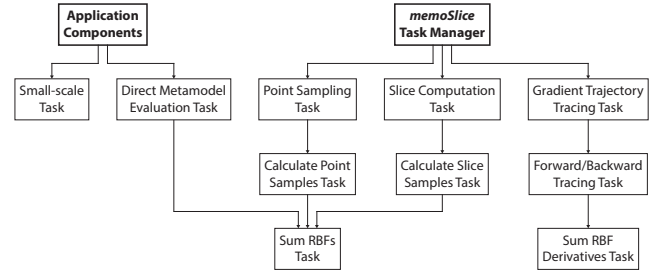 Application
Components
memoSlice
Task Manager
Small-scale
Task
Direct Metamodel
Evaluation Task
Point Sampling
Task
Slice Computation
Task
Gradient Trajectory
Tracing Task
Calculate Point
Samples Task
Calculate Slice
Samples Task
Forward/Backward
Tracing Task
Sum RBFs
Task
Sum RBF
Derivatives Task